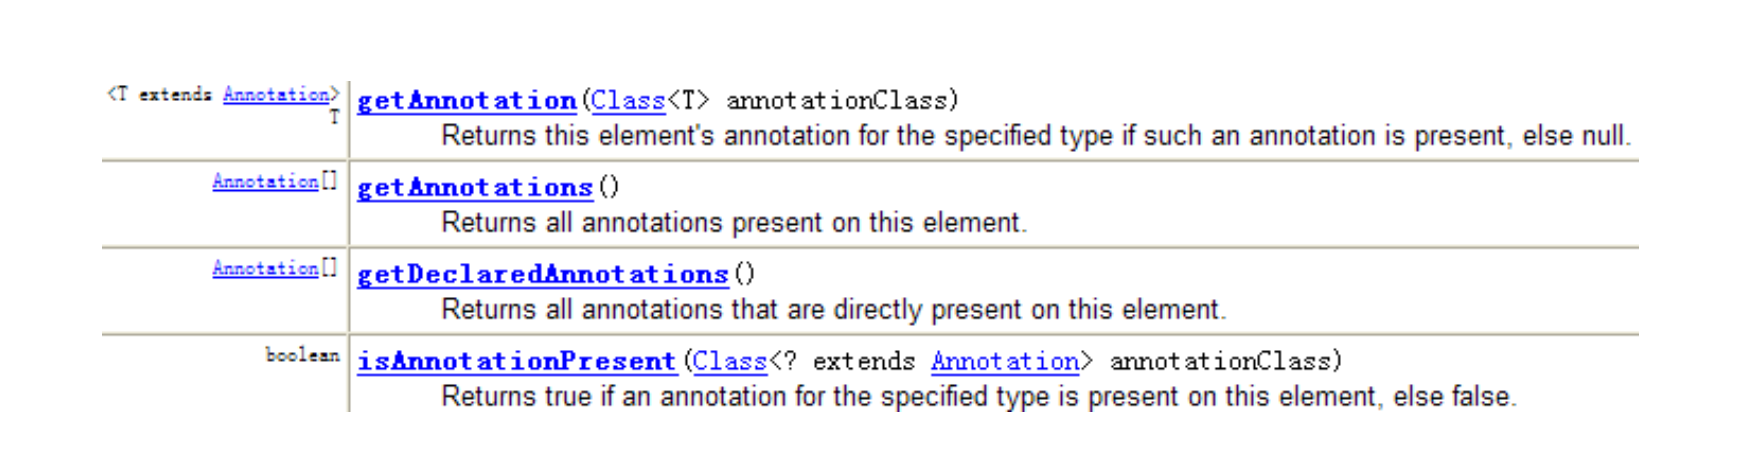 <T extends Annotation>
T
getAnnotation(Class<T> annotationClass)
Returns this element's annotation for the specified type if such an annotation is present, else null.
Annotation[]
getAnnotations()
Returns all annotations present on this element.
Annotation[]
getDeclaredAnnotations()
Returns all annotations that are directly present on this element.
boolean
isAnnotationPresent(Class<? extends Annotation> annotationClass)
Returns true if an annotation for the specified type is present on this element, else false.